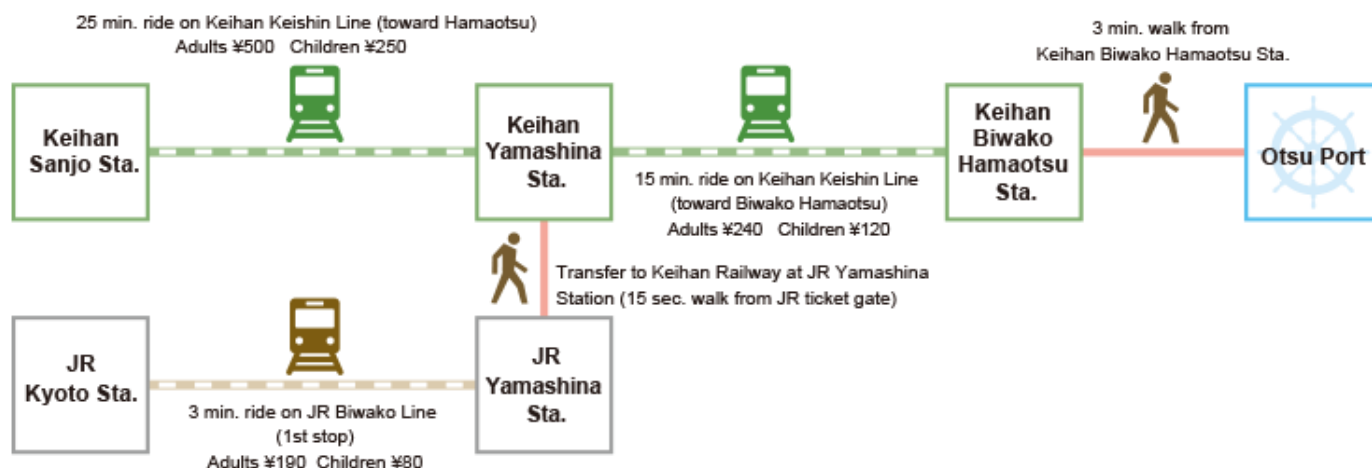 25 min. ride on Keihan Keishin Line (toward Hamaotsu)
Adults ¥500 Children ¥250
3 min. walk from
Keihan Biwako Hamaotsu Sta.
Keihan
Sanjo Sta.
Keihan
Yamashina
Sta.
Keihan
Biwako
Hamaotsu
Sta.
Otsu Port
15 min. ride on Keihan Keishin Line
(toward Biwako Hamaotsu)
Adults ¥240 Children ¥120
Transfer to Keihan Railway at JR Yamashina
Station (15 sec. walk from JR ticket gate)
JR
Kyoto Sta.
JR
Yamashina
Sta.
3 min. ride on JR Biwako Line
(1st stop)
Adults ¥190 Children ¥80